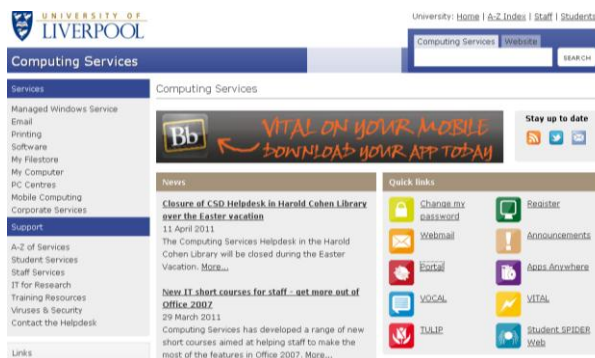 UNIVERSITY OF
LIVERPOOL
University: Home | A-Z Index | Staff | Students
Computing Services
Computing Services Website
SEARCH
Services
Managed Windows Service
Email
Printing
Software
My Filestore
My Computer
PC Centres
Mobile Computing
Corporate Services
Support
A-Z of Services
Student Services
Staff Services
IT for Research
Training Resources
Viruses & Security
Contact the Helpdesk
Links
Computing Services
Bb
VITAL ON YOUR MOBILE
DOWNLOAD YOUR APP TODAY
Stay up to date
News
Closure of CSD Helpdesk in Harold Cohen Library
over the Easter vacation
11 April 2011
The Computing Services Helpdesk in the Harold
Cohen Library will be closed during the Easter
Vacation. More...
New IT short courses for staff - get more out of
Office 2007
29 March 2011
Computing Services has developed a range of new
short courses aimed at helping staff to make the
most of the features in Office 2007. More...
Quick links
Change my
password
Register
Webmail
Announcements
Portal
Apps Anywhere
VOCAL
VITAL
TULIP
Student SPIDER
Web